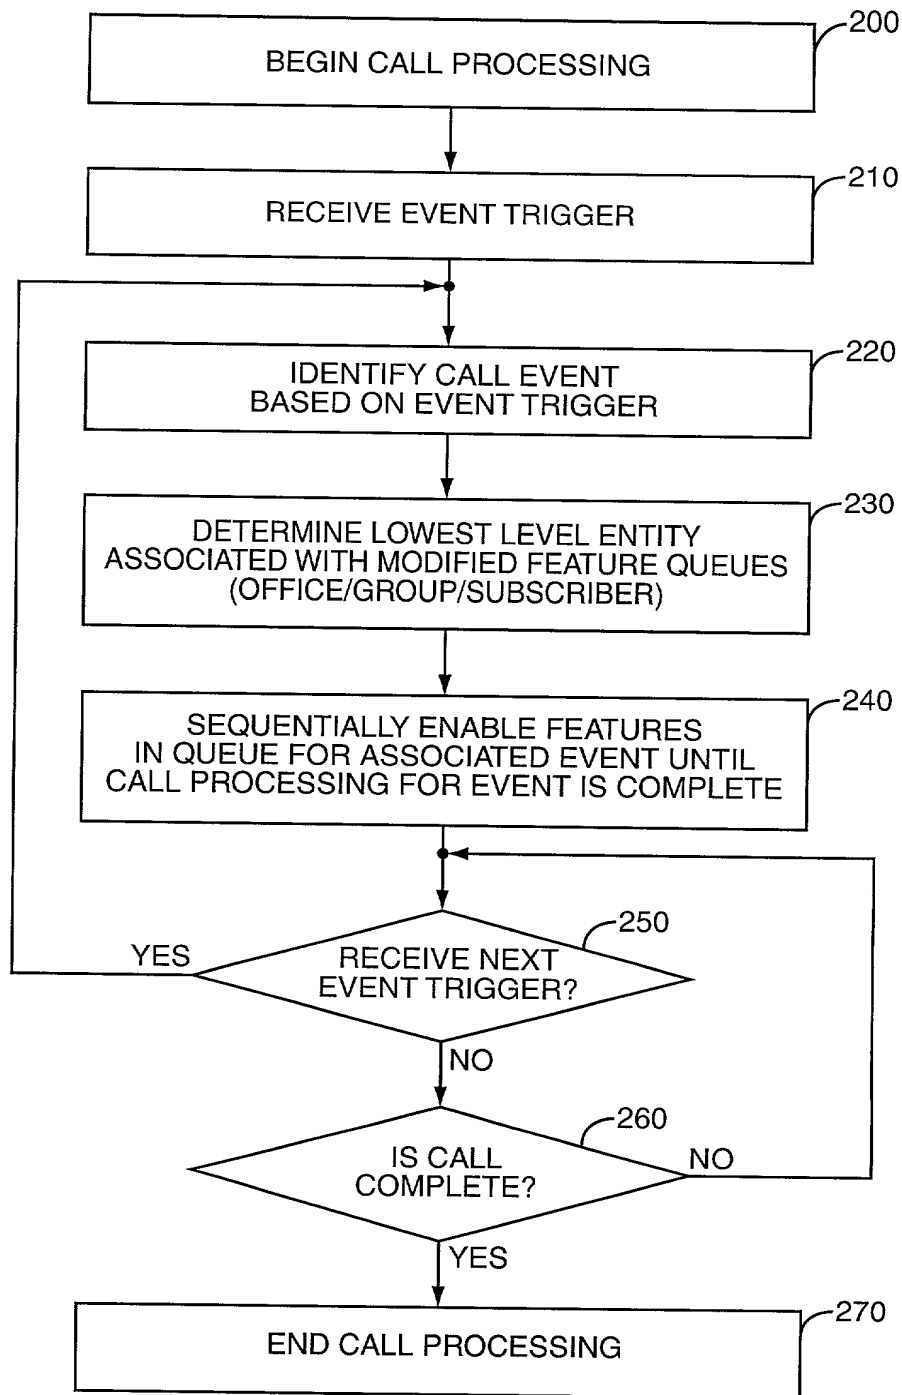 200
BEGIN CALL PROCESSING
210
RECEIVE EVENT TRIGGER
220
IDENTIFY CALL EVENT
BASED ON EVENT TRIGGER
230
DETERMINE LOWEST LEVEL ENTITY
ASSOCIATED WITH MODIFIED FEATURE QUEUES
(OFFICE/GROUP/SUBSCRIBER)
240
SEQUENTIALLY ENABLE FEATURES
IN QUEUE FOR ASSOCIATED EVENT UNTIL
CALL PROCESSING FOR EVENT IS COMPLETE
250
YES
RECEIVE NEXT
EVENT TRIGGER?
NO
260
IS CALL
COMPLETE?
NO
YES
270
END CALL PROCESSING